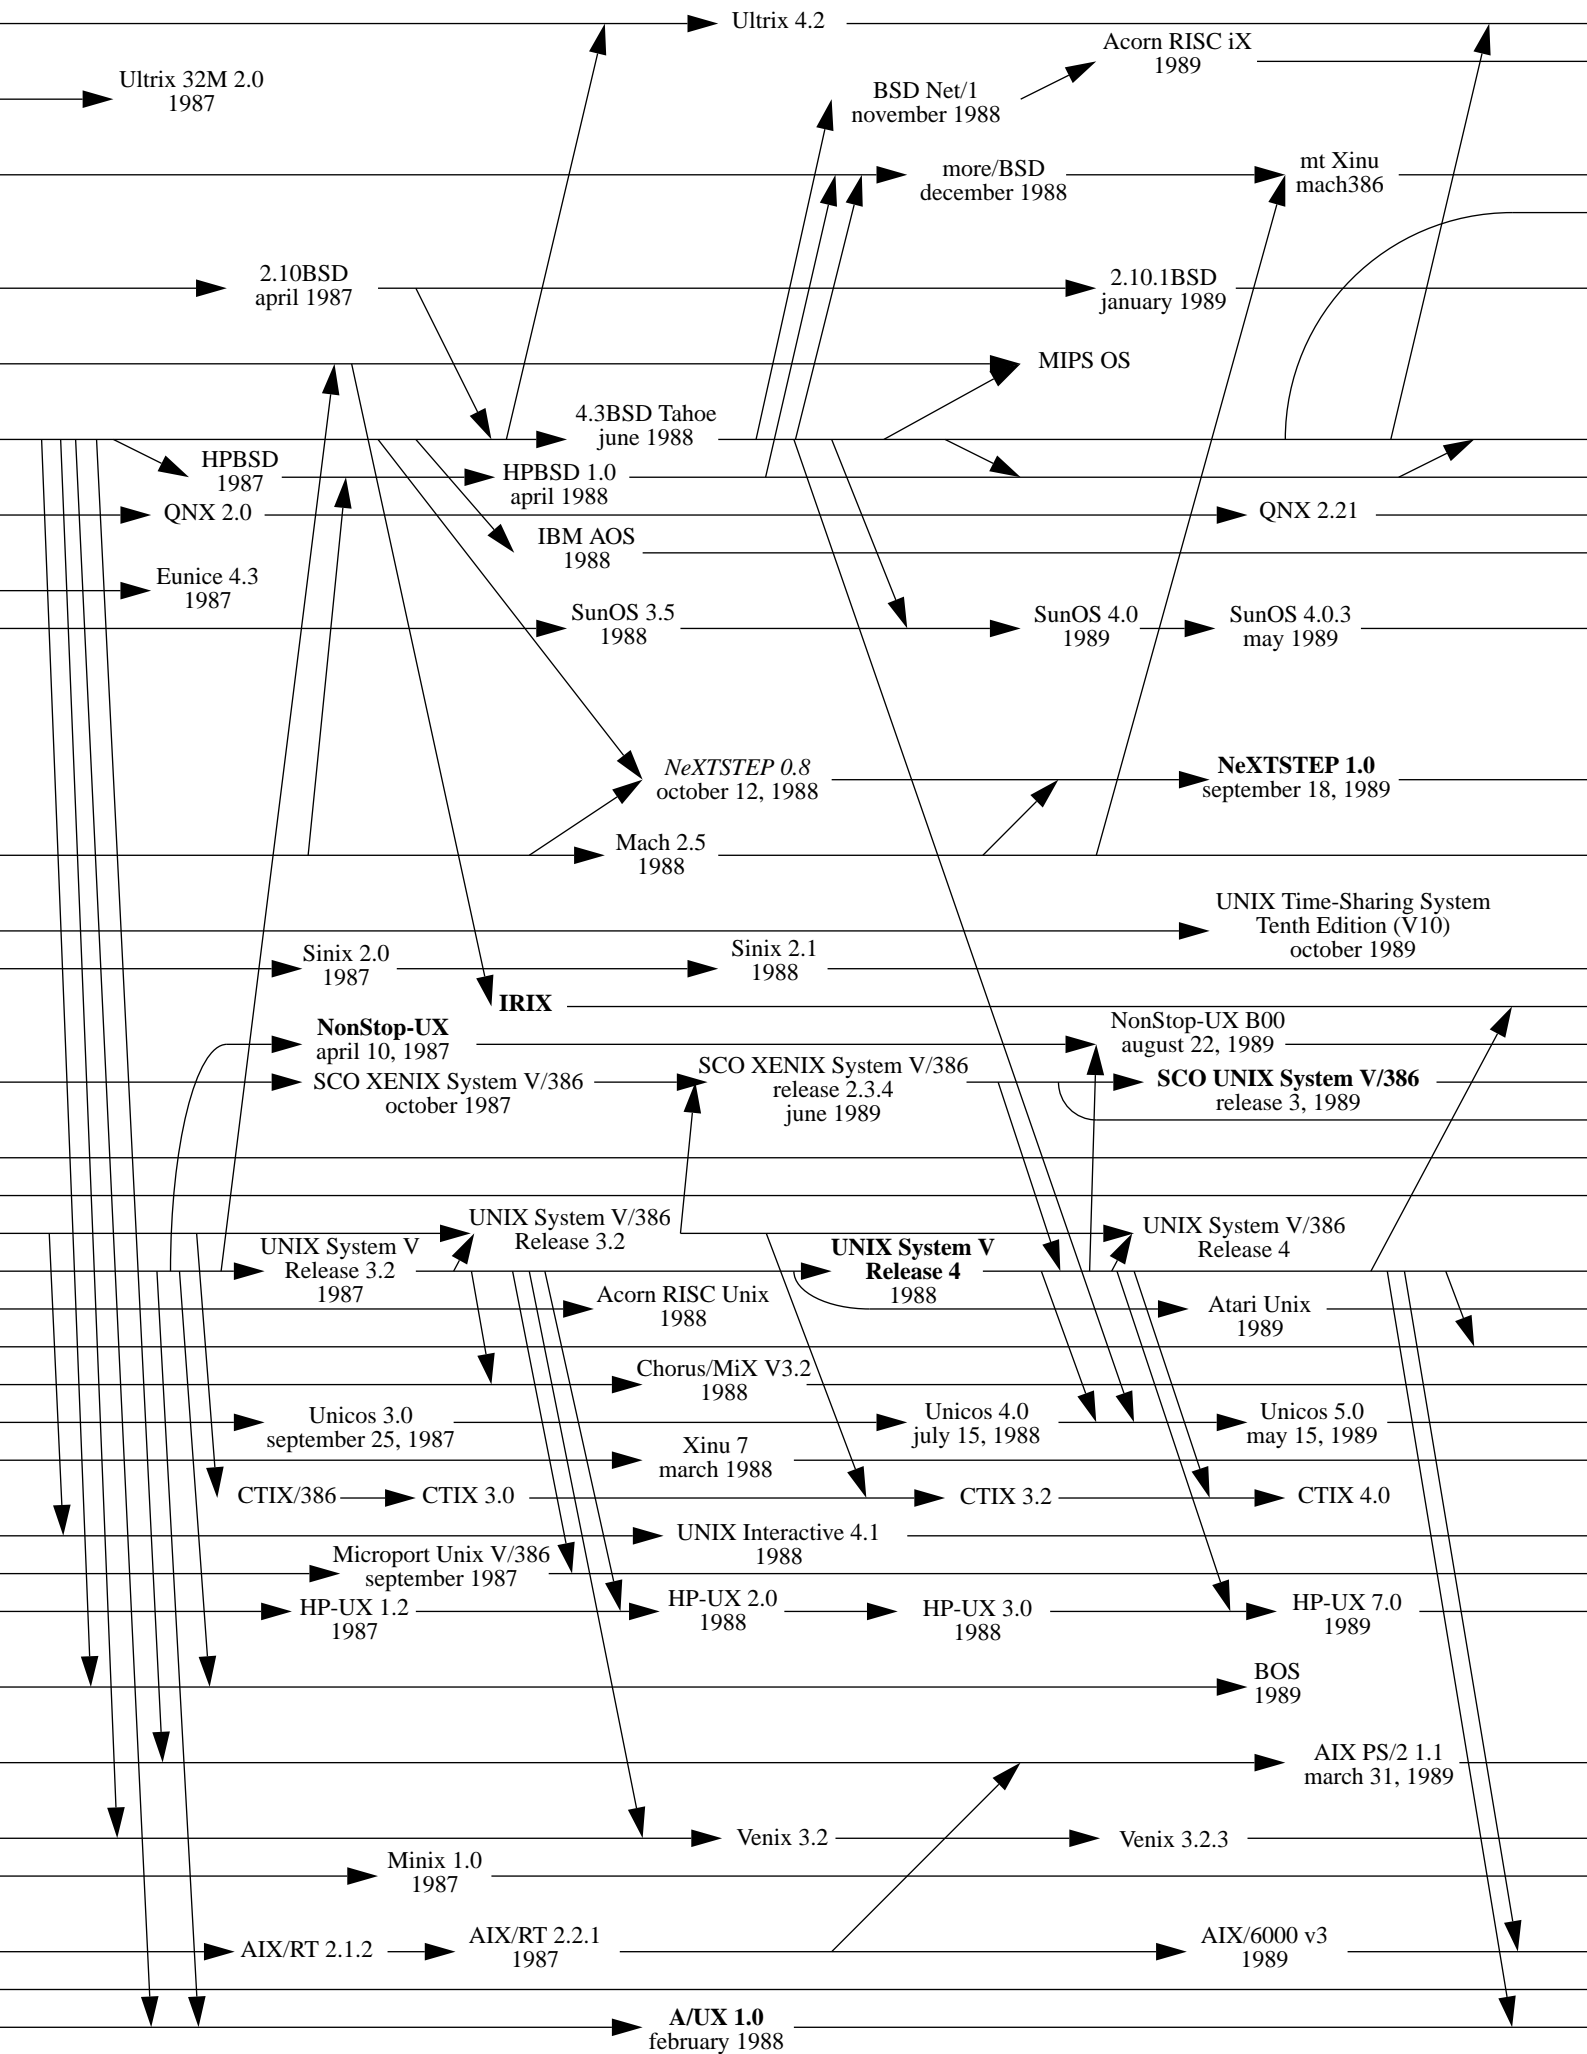 Ultrix 4.2
Acorn RISC iX
1989
Ultrix 32M 2.0
1987
BSD Net/1
november 1988
more/BSD
december 1988
mt Xinu
mach386
2.10BSD
april 1987
2.10.1BSD
january 1989
MIPS OS
4.3BSD Tahoe
june 1988
HPBSD
1987
HPBSD 1.0
april 1988
QNX 2.0
QNX 2.21
IBM AOS
1988
Eunice 4.3
1987
SunOS 3.5
1988
SunOS 4.0
1989
SunOS 4.0.3
may 1989
NeXTSTEP 0.8
october 12, 1988
NeXTSTEP 1.0
september 18, 1989
Mach 2.5
1988
UNIX Time-Sharing System
Tenth Edition (V10)
october 1989
Sinix 2.0
1987
Sinix 2.1
1988
IRIX
NonStop-UX
april 10, 1987
NonStop-UX B00
august 22, 1989
SCO XENIX System V/386
october 1987
SCO XENIX System V/386
release 2.3.4
june 1989
SCO UNIX System V/386
release 3, 1989
UNIX System V/386
Release 3.2
UNIX System V/386
Release 4
UNIX System V
Release 3.2
1987
UNIX System V
Release 4
1988
Acorn RISC Unix
1988
Atari Unix
1989
Chorus/MiX V3.2
1988
Unicos 3.0
september 25, 1987
Unicos 4.0
july 15, 1988
Unicos 5.0
may 15, 1989
Xinu 7
march 1988
CTIX/386
CTIX 3.0
CTIX 3.2
CTIX 4.0
UNIX Interactive 4.1
1988
Microport Unix V/386
september 1987
HP-UX 1.2
1987
HP-UX 2.0
1988
HP-UX 3.0
1988
HP-UX 7.0
1989
BOS
1989
AIX PS/2 1.1
march 31, 1989
Venix 3.2
Venix 3.2.3
Minix 1.0
1987
AIX/RT 2.1.2
AIX/RT 2.2.1
1987
AIX/6000 v3
1989
A/UX 1.0
february 1988